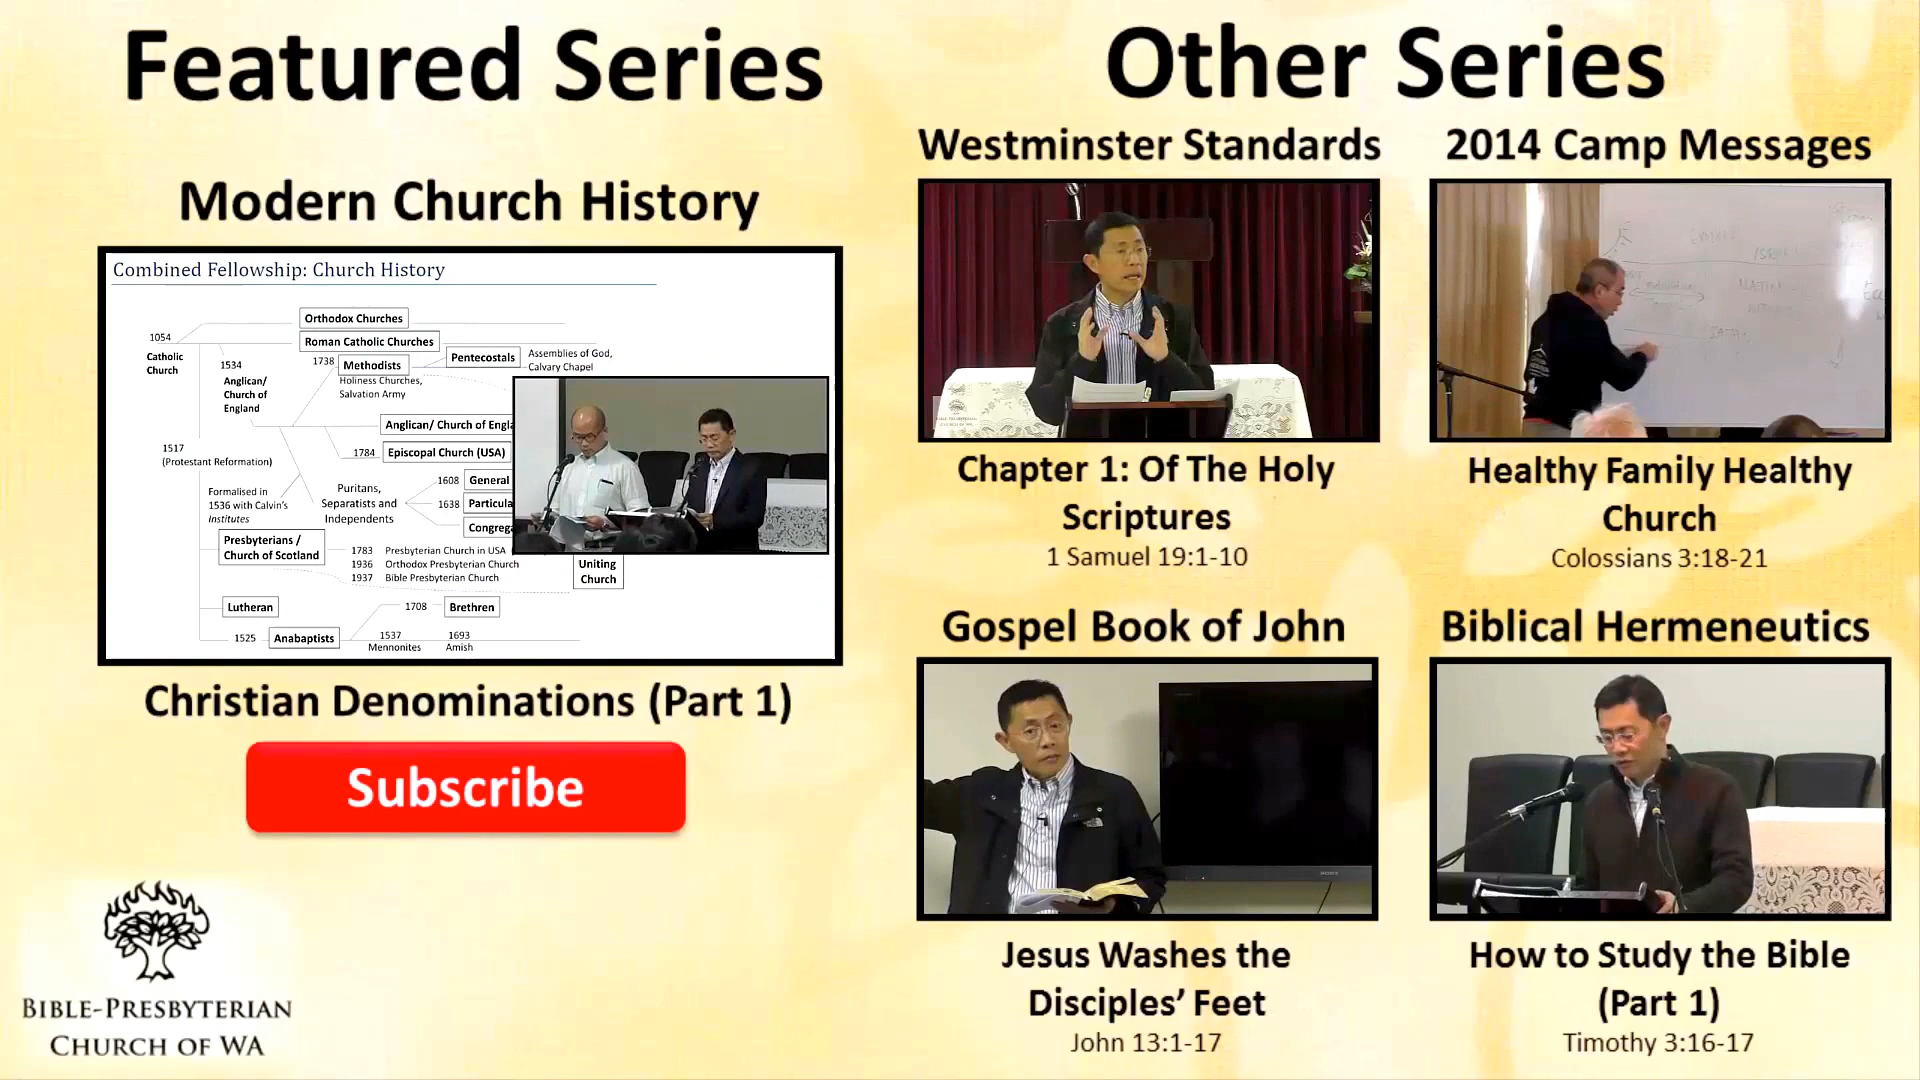 Featured Series
Modern Church History
Combined Fellowship: Church History
Orthodox Churches
1054
Roman Catholic Churches
Catholic
Church
1534
1738
Methodists
Pentecostals
Assemblies of God,
Calvary Chapel
Anglican/
Church of
England
Holiness Churches,
Salvation Army
Anglican/ Church of Engla
1784
Episcopal Church (USA)
1517
(Protestant Reformation)
1608
General
Formalised in
1536 with Calvin's
Institutes
Puritans,
Separatists and
Independents
1638
Particula
Congrega
Presbyterians /
Church of Scotland
1783 Presbyterian Church in USA
1936 Orthodox Presbyterian Church
1937 Bible Presbyterian Church
Uniting
Church
Lutheran
1708
Brethren
1525
Anabaptists
1537
Mennonites
1693
Amish
Christian Denominations (Part 1)
Subscribe
BIBLE-PRESBYTERIAN
CHURCH OF WA
Other Series
Westminster Standards
BIBLE-PRESBYTERIAN
CHURCH OF WA
Chapter 1: Of The Holy
Scriptures
1 Samuel 19:1-10
2014 Camp Messages
Healthy Family Healthy
Church
Colossians 3:18-21
Gospel Book of John
SONY
Jesus Washes the
Disciples' Feet
John 13:1-17
Biblical Hermeneutics
How to Study the Bible
(Part 1)
Timothy 3:16-17